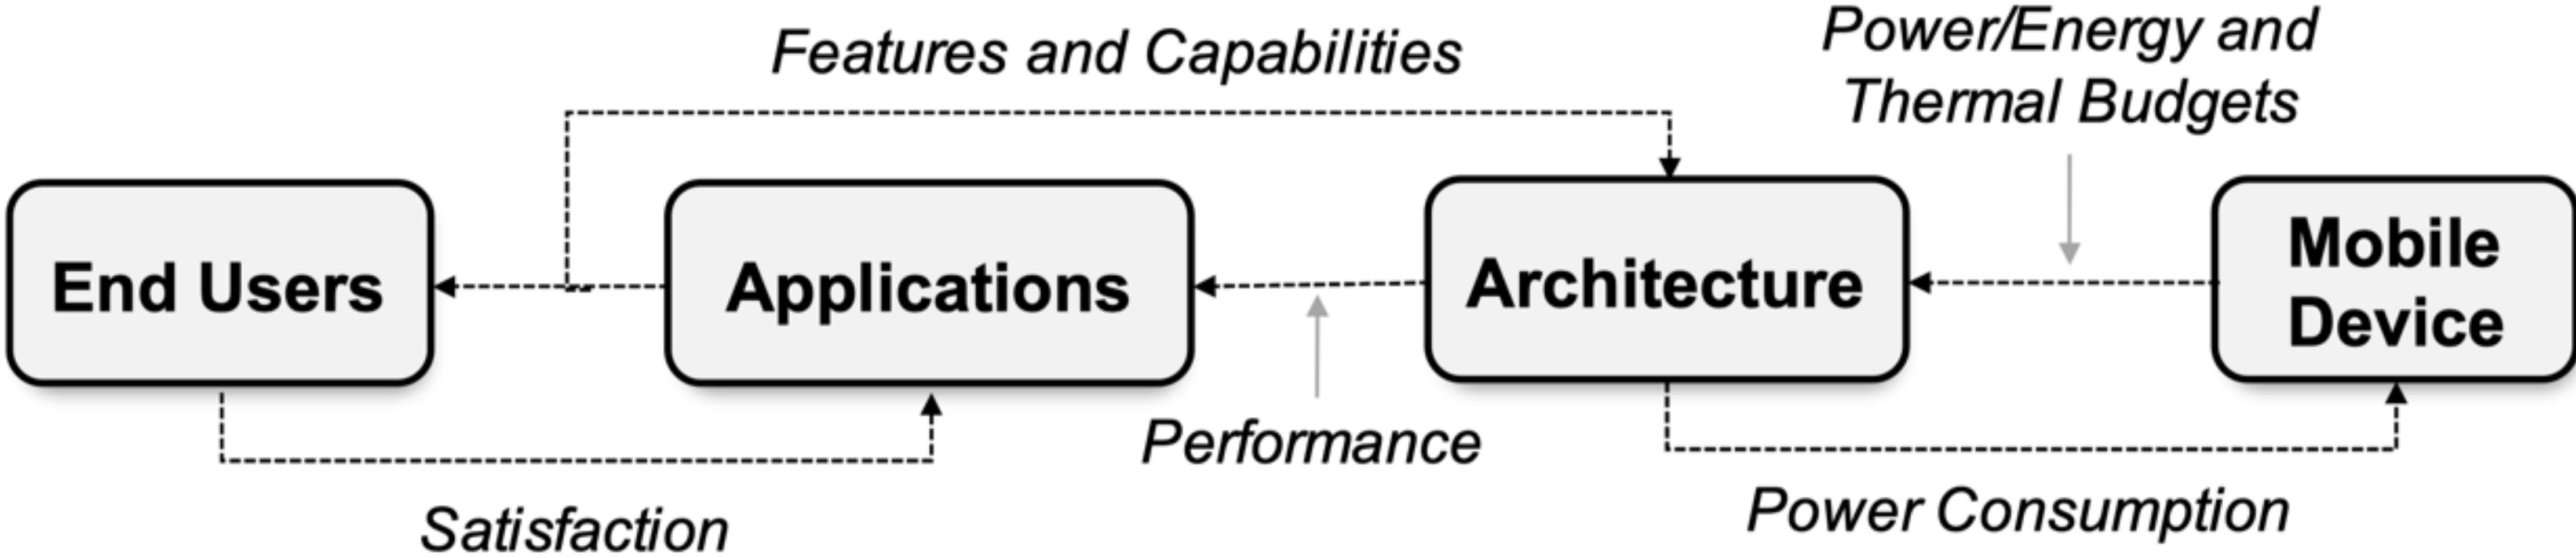 Features and Capabilities
Power/Energy and
Thermal Budgets
End Users
Applications
Architecture
Mobile
Device
Performance
Satisfaction
Power Consumption